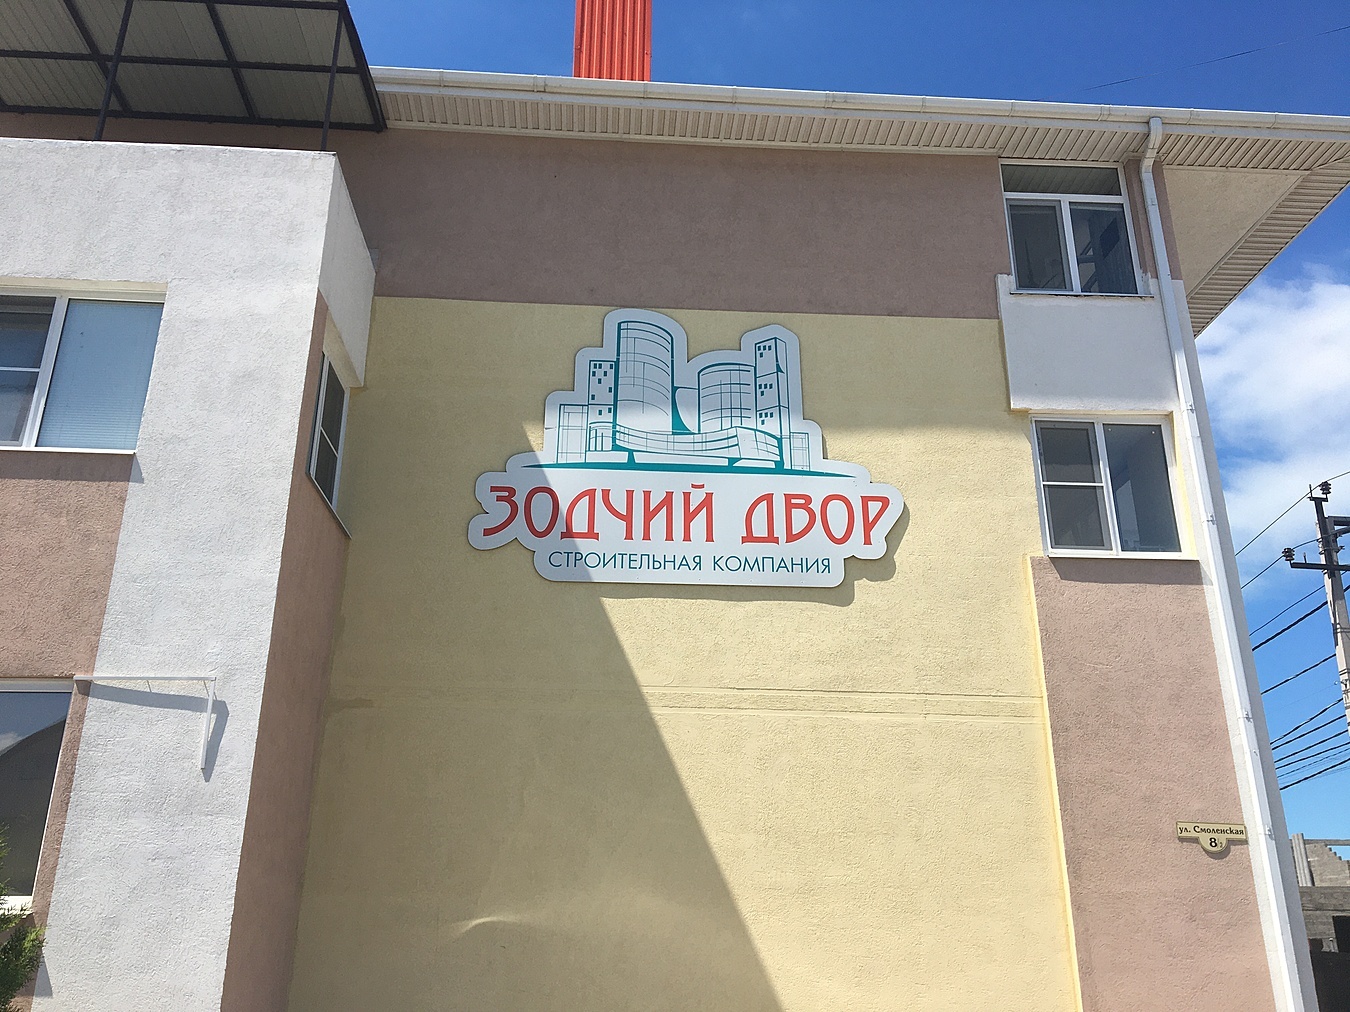 ЗОДЧИЙ ДВОР
СТРОИТЕЛЬНАЯ КОМПАНИЯ
ул. Смоленская
8